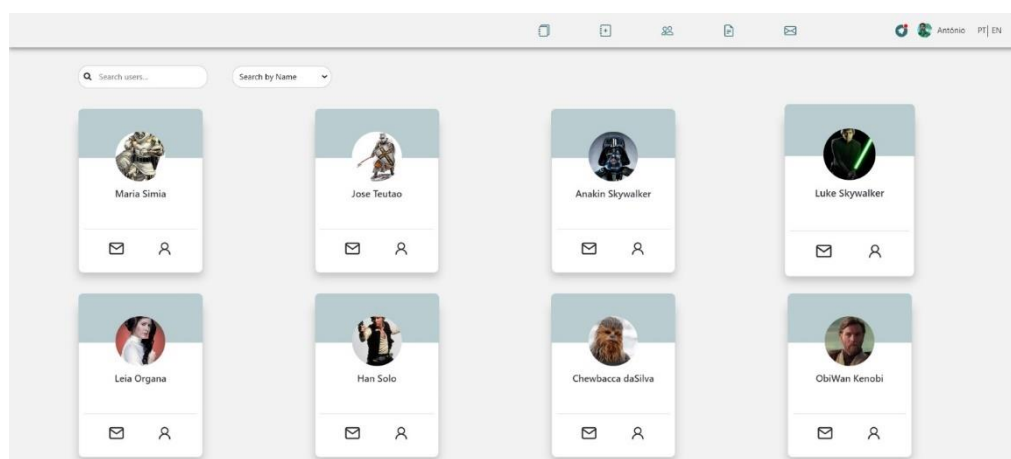 António PT| EN
Search users... Search by Name
Maria Simia Jose Teutao Anakin Skywalker Luke Skywalker
Leia Organa Han Solo Chewbacca daSilva ObiWan Kenobi